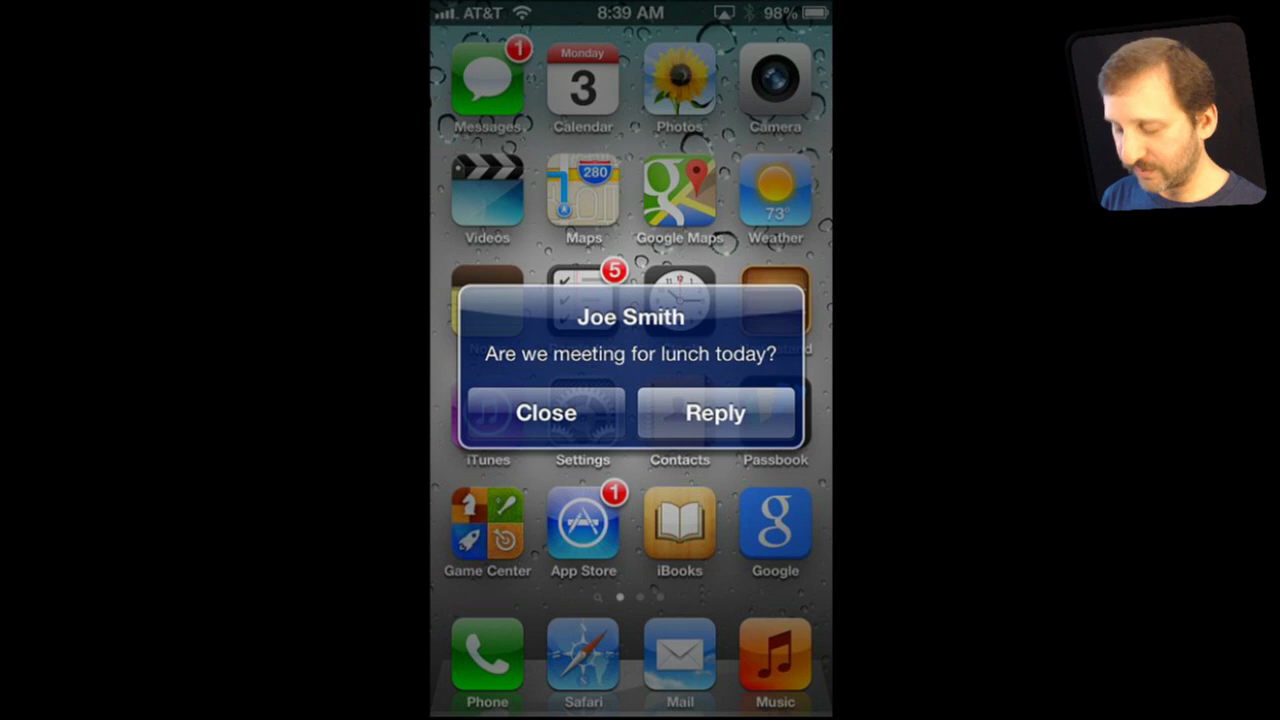 AT&T 8:39 AM 98%
1 Monday
3
Messages Calendar Photos Camera
280 73°
Videos Maps Google Maps Weather
5
Joe Smith
Are we meeting for lunch today?
Close Reply
iTunes Settings Contacts Passbook
1
g
Game Center App Store iBooks Google
Phone Safari Mail Music